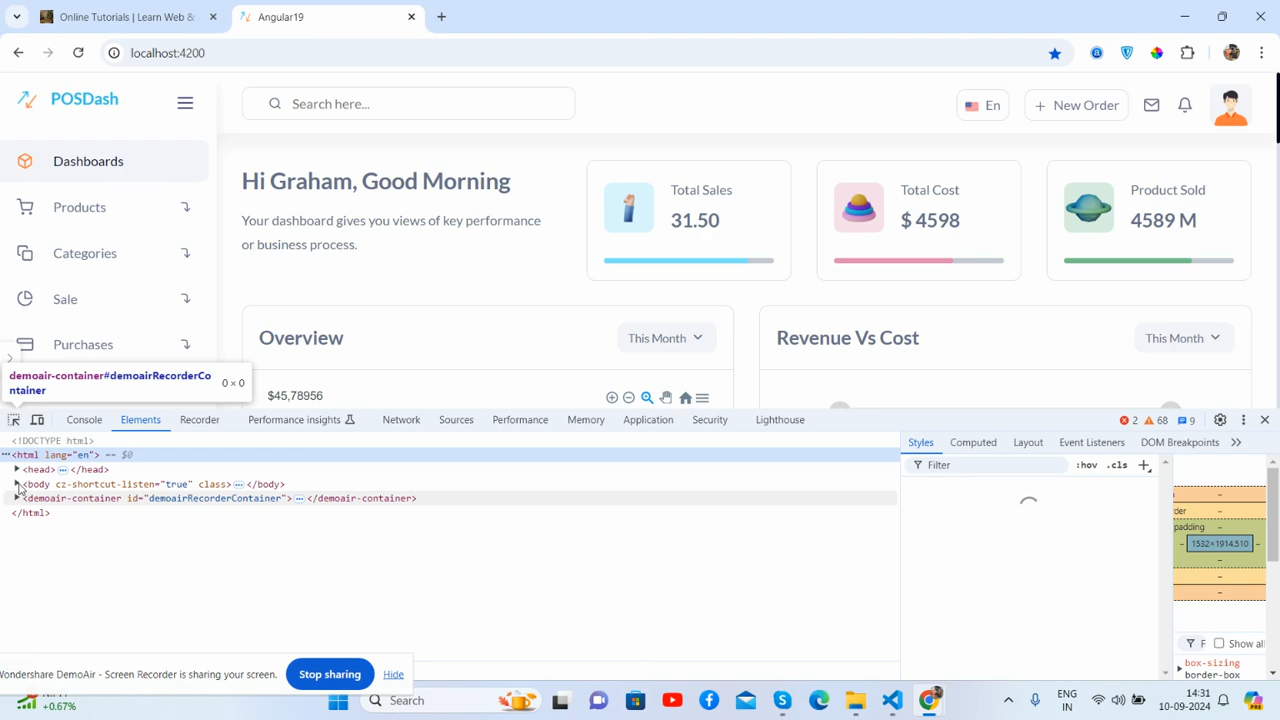 Online Tutorials | Learn Web &
Angular19
localhost:4200
POSDash
Search here...
En
New Order
Dashboards
Products
Categories
Sale
Purchases
Hi Graham, Good Morning
Your dashboard gives you views of key performance
or business process.
Total Sales
31.50
Total Cost
$ 4598
Product Sold
4589 M
Overview
This Month
Revenue Vs Cost
This Month
$45,78956
demoair-container#demoairRecorderCo
ntainer
0 × 0
Console
Elements
Recorder
Performance insights
Network
Sources
Performance
Memory
Application
Security
Lighthouse
2
68
9
<!DOCTYPE html>
<html lang="en"> == $0
<head> </head>
<body cz-shortcut-listen="true" class> </body>
<demoair-container id="demoairRecorderContainer"> </demoair-container>
</html>
Styles
Computed
Layout
Event Listeners
DOM Breakpoints
Filter
:hov
.cls
padding
1532×1914.510
Show all
box-sizing
border-box
Wondershare DemoAir - Screen Recorder is sharing your screen.
Stop sharing
Hide
+0.67%
Search
ENG
IN
14:31
10-09-2024